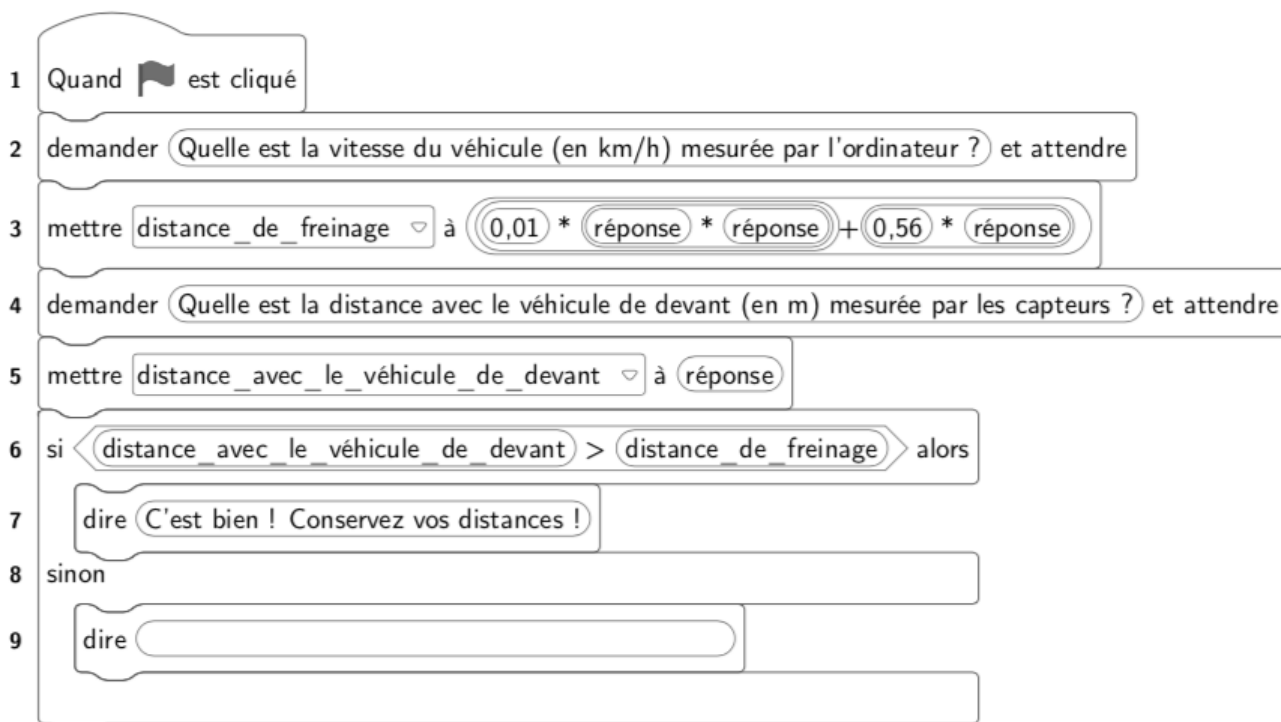 1 Quand est cliqué
2 demander Quelle est la vitesse du véhicule (en km/h) mesurée par l'ordinateur ? et attendre
3 mettre distance_de_freinage à 0,01 * réponse * réponse + 0,56 * réponse
4 demander Quelle est la distance avec le véhicule de devant (en m) mesurée par les capteurs ? et attendre
5 mettre distance_avec_le_véhicule_de_devant à réponse
6 si distance_avec_le_véhicule_de_devant > distance_de_freinage alors
7 dire C'est bien ! Conservez vos distances !
8 sinon
9 dire